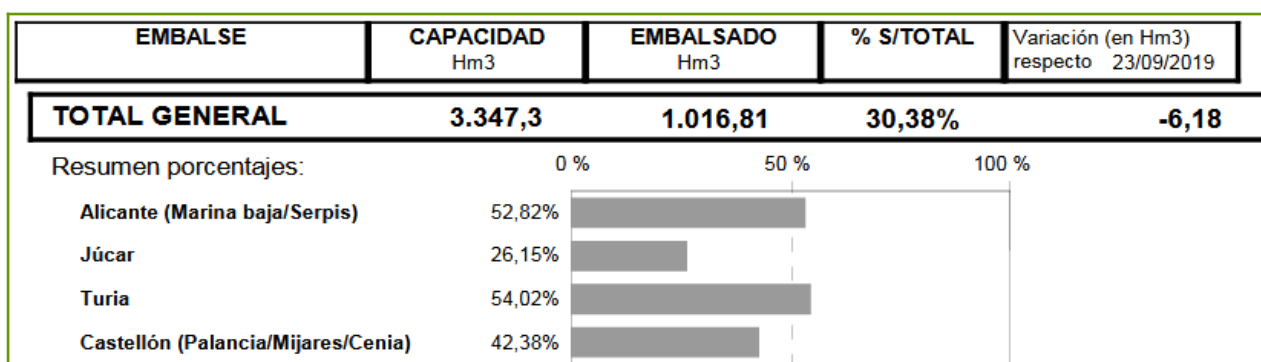 EMBALSE CAPACIDAD EMBALSADO % S/TOTAL Variación (en Hm3)
Hm3 Hm3 respecto 23/09/2019
TOTAL GENERAL 3.347,3 1.016,81 30,38% -6,18
Resumen porcentajes: 0 % 50 % 100 %
Alicante (Marina baja/Serpis) 52,82%
Júcar 26,15%
Turia 54,02%
Castellón (Palancia/Mijares/Cenia) 42,38%